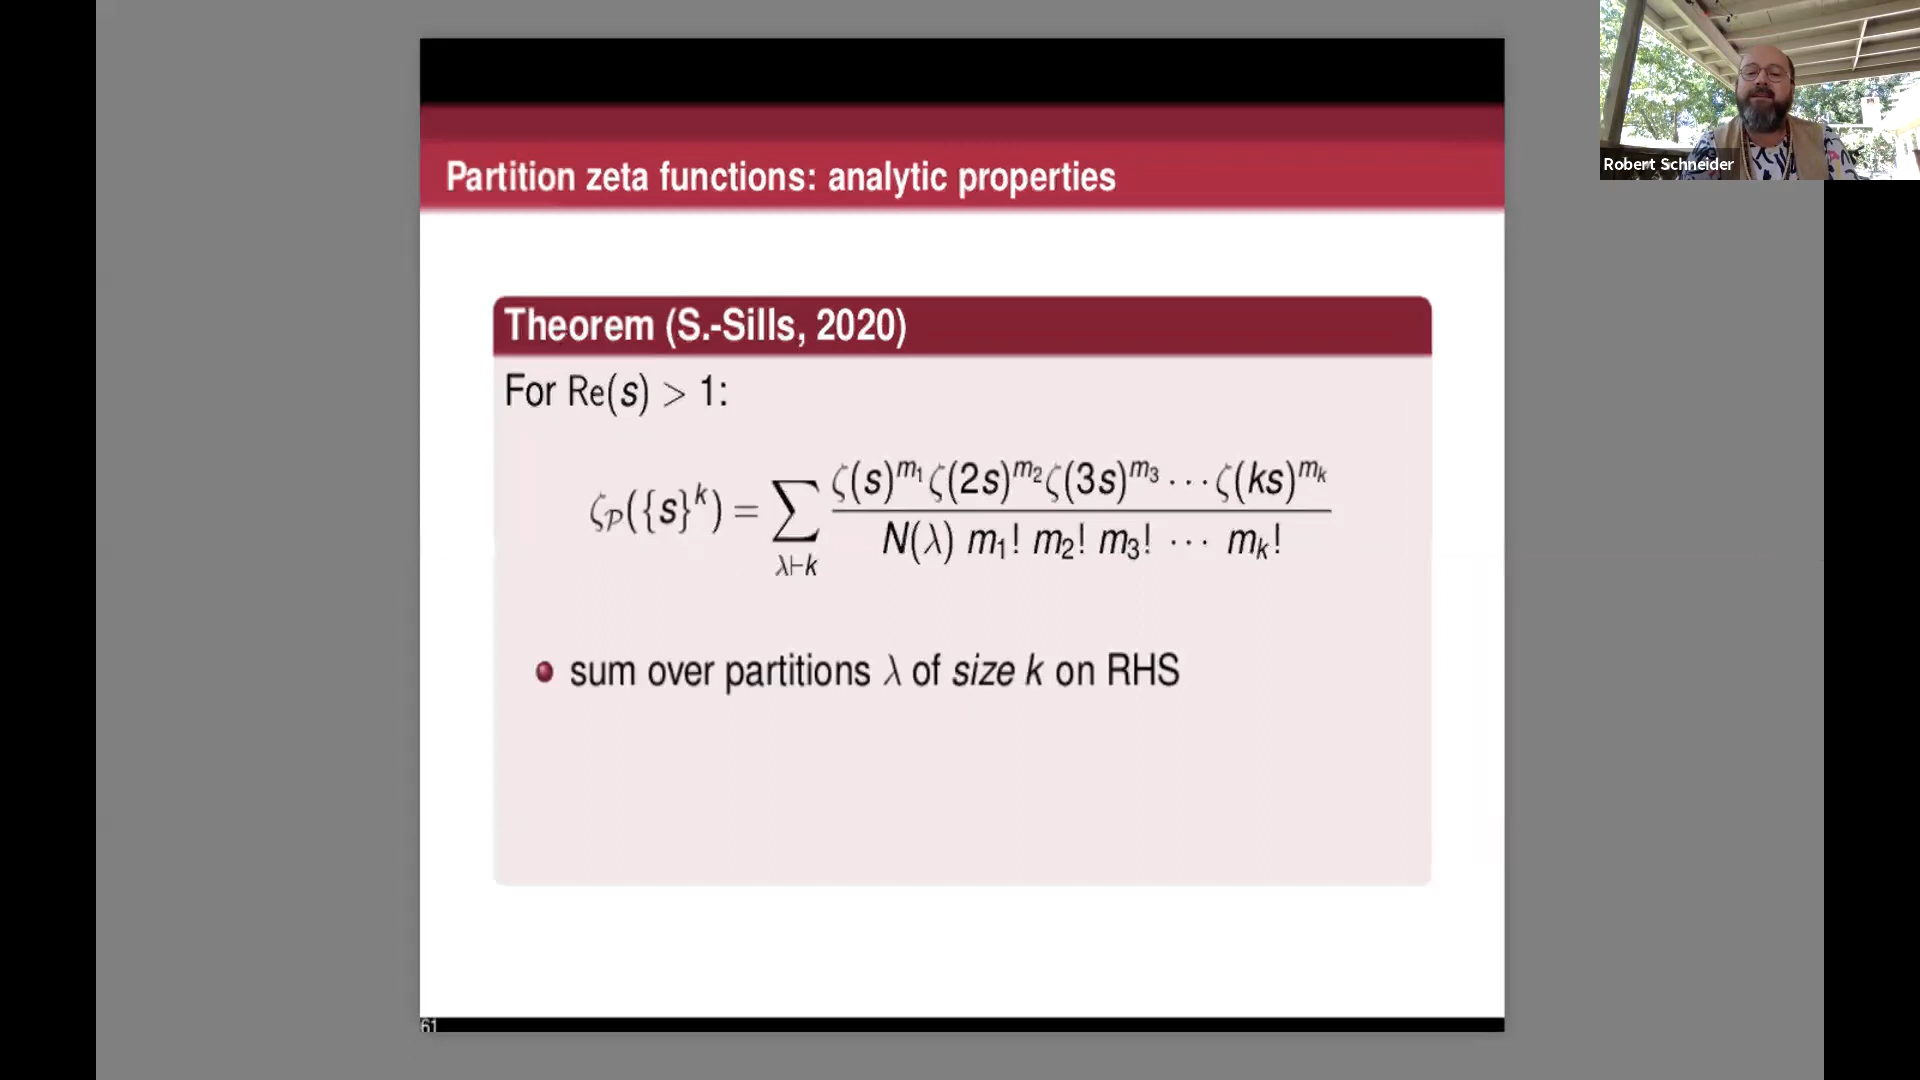 Partition zeta functions: analytic properties
Robert Schneider
Theorem (S.-Sills, 2020)
For Re(s) > 1:
ζ_𝒫({s}^k) = ∑_{λ⊢k} ζ(s)^{m_1} ζ(2s)^{m_2} ζ(3s)^{m_3} ⋯ ζ(ks)^{m_k} / N(λ) m_1! m_2! m_3! ⋯ m_k!
• sum over partitions λ of size k on RHS
61